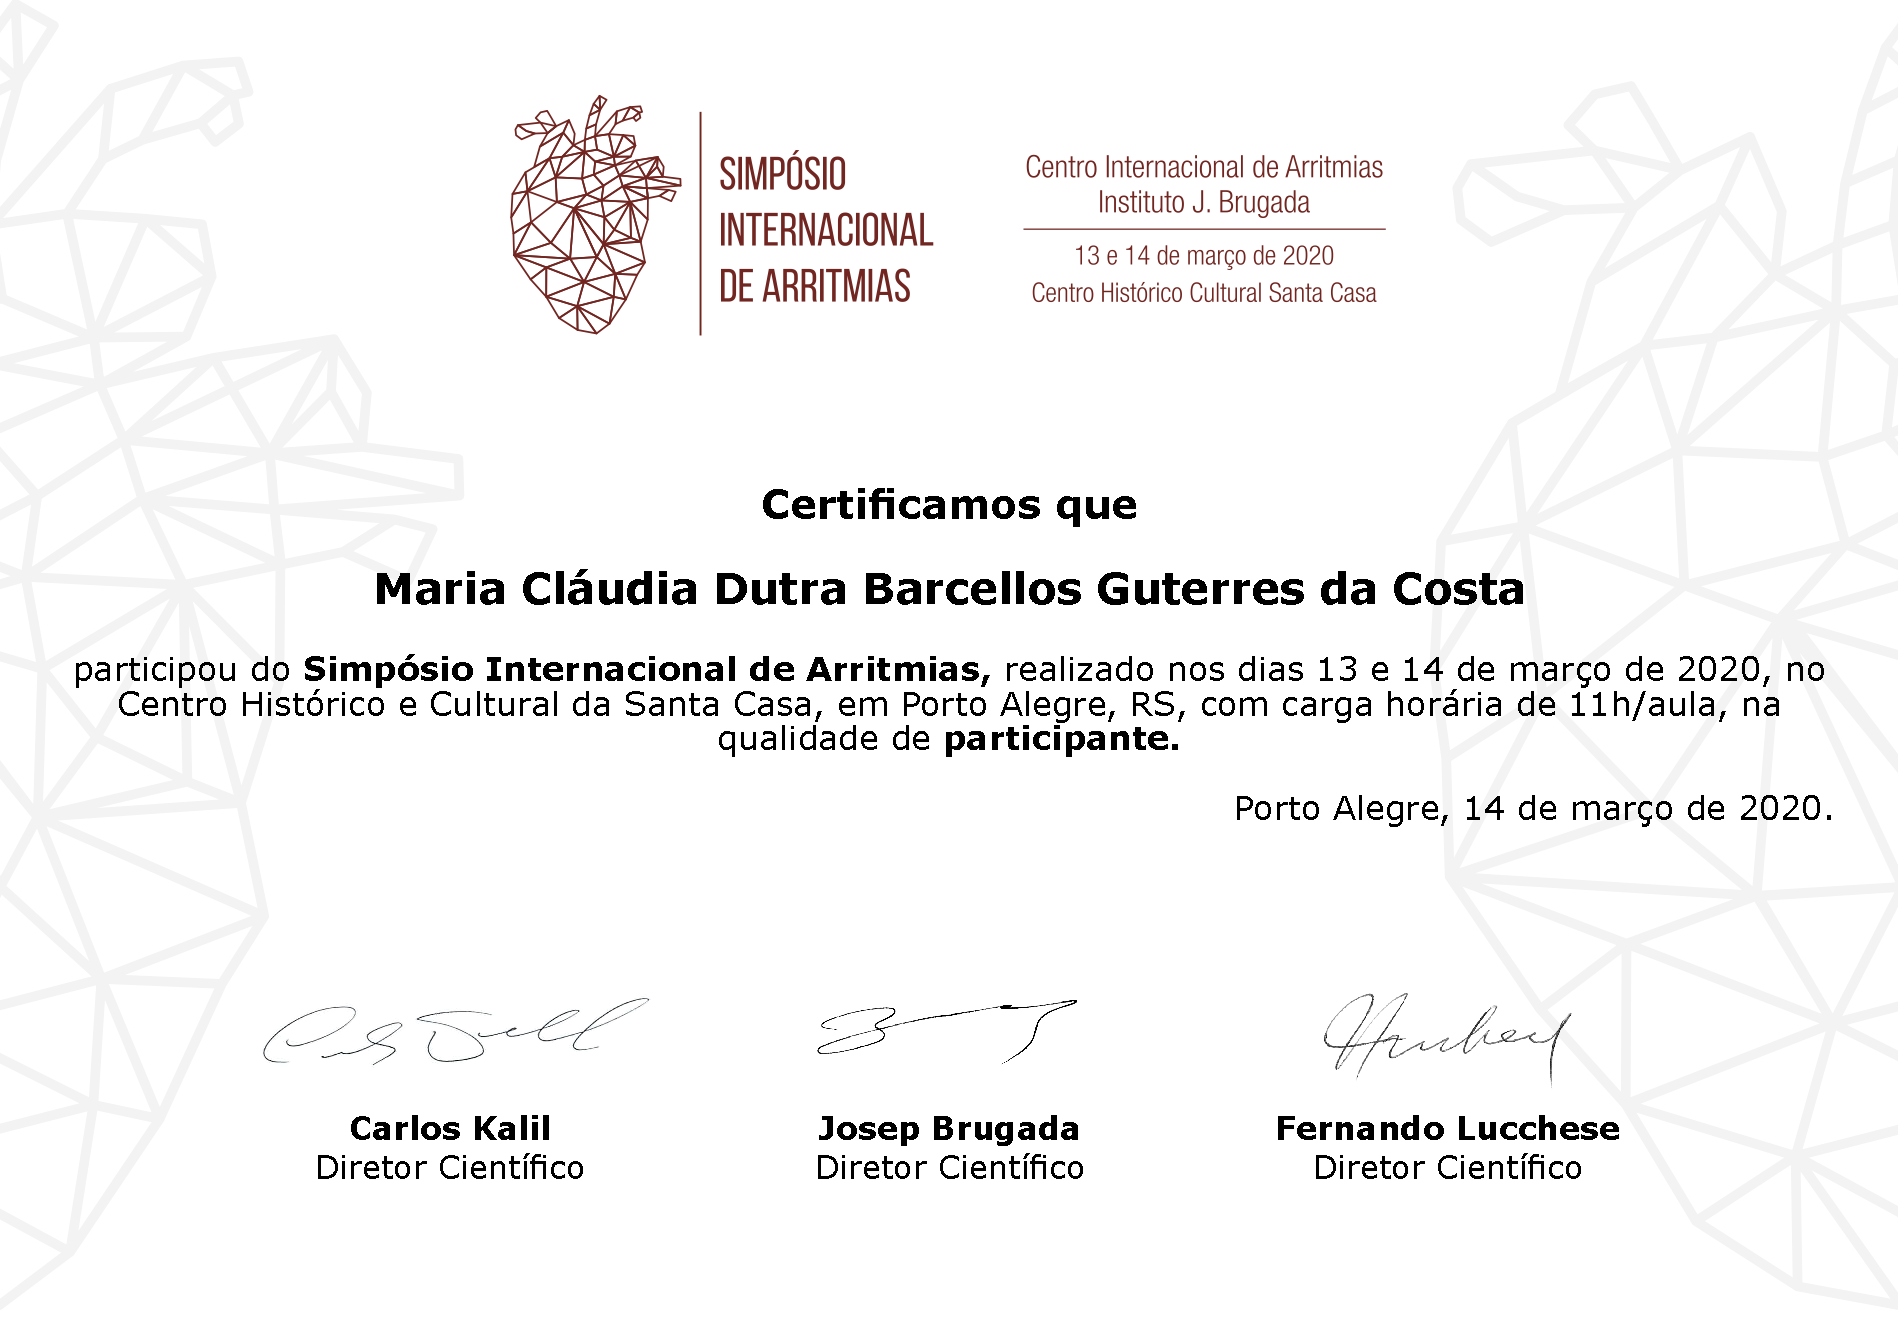 SIMPÓSIO
INTERNACIONAL
DE ARRITMIAS
Centro Internacional de Arritmias
Instituto J. Brugada
13 e 14 de março de 2020
Centro Histórico Cultural Santa Casa
Certificamos que
Maria Cláudia Dutra Barcellos Guterres da Costa
participou do Simpósio Internacional de Arritmias, realizado nos dias 13 e 14 de março de 2020, no
Centro Histórico e Cultural da Santa Casa, em Porto Alegre, RS, com carga horária de 11h/aula, na
qualidade de participante.
Porto Alegre, 14 de março de 2020.
Carlos Kalil
Diretor Científico
Josep Brugada
Diretor Científico
Fernando Lucchese
Diretor Científico